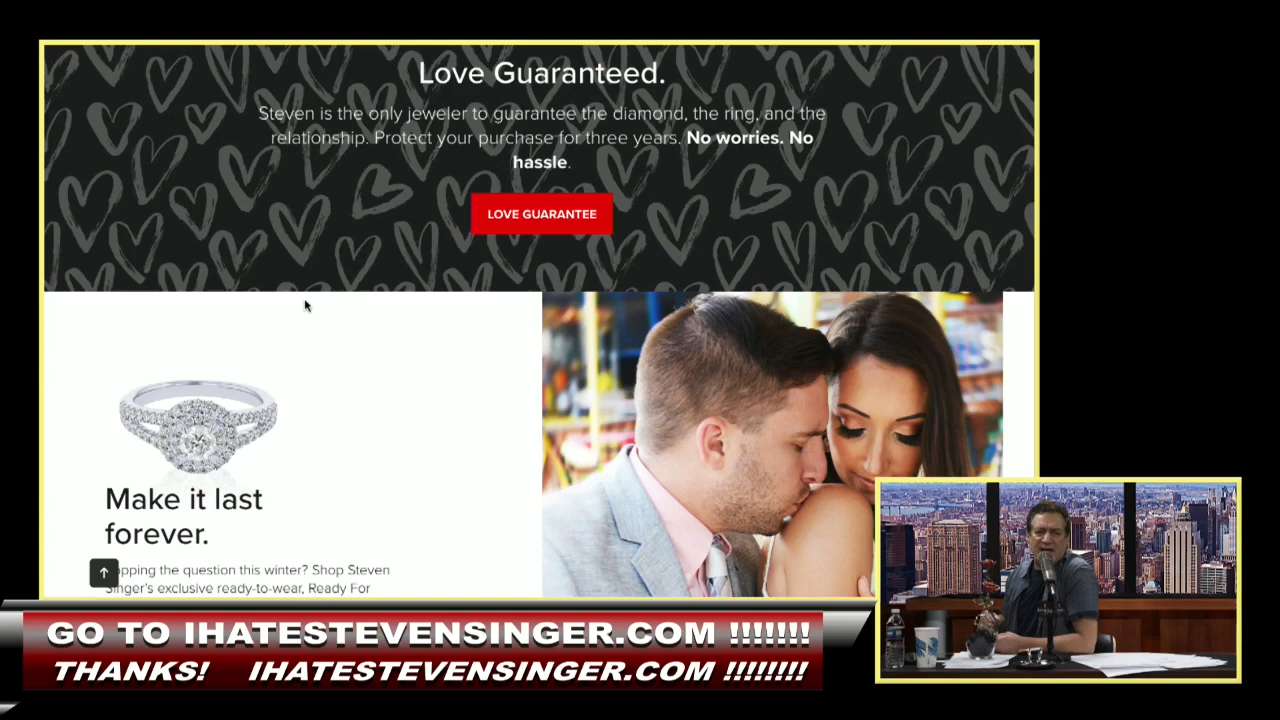 Love Guaranteed.
Steven is the only jeweler to guarantee the diamond, the ring, and the
relationship. Protect your purchase for three years. No worries. No
hassle.
LOVE GUARANTEE
Make it last
forever.
opping the question this winter? Shop Steven
Singer's exclusive ready-to-wear, Ready For
GO TO IHATESTEVENSINGER.COM !!!!!!!
THANKS! IHATESTEVENSINGER.COM !!!!!!!!